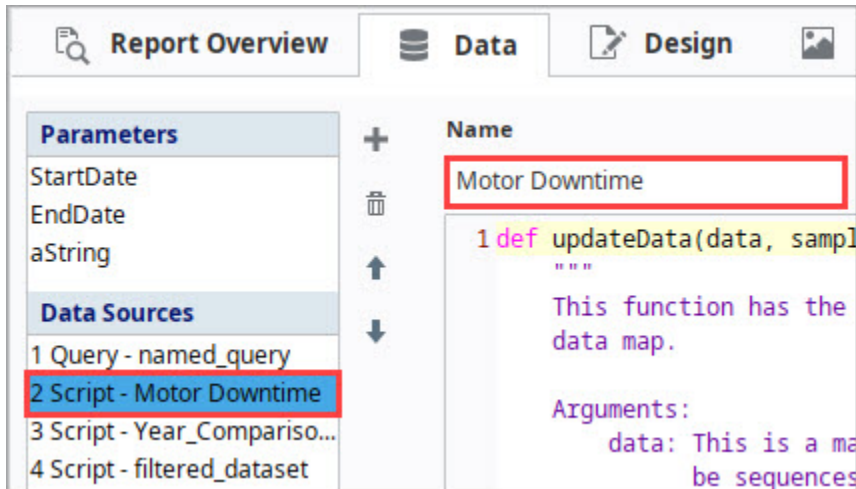 Report Overview
Data
Design
Parameters
StartDate
EndDate
aString
Data Sources
1 Query - named_query
2 Script - Motor Downtime
3 Script - Year_Compariso...
4 Script - filtered_dataset
Name
Motor Downtime
1 def updateData(data, sampl
"""
This function has the
data map.
Arguments:
data: This is a ma
be sequences